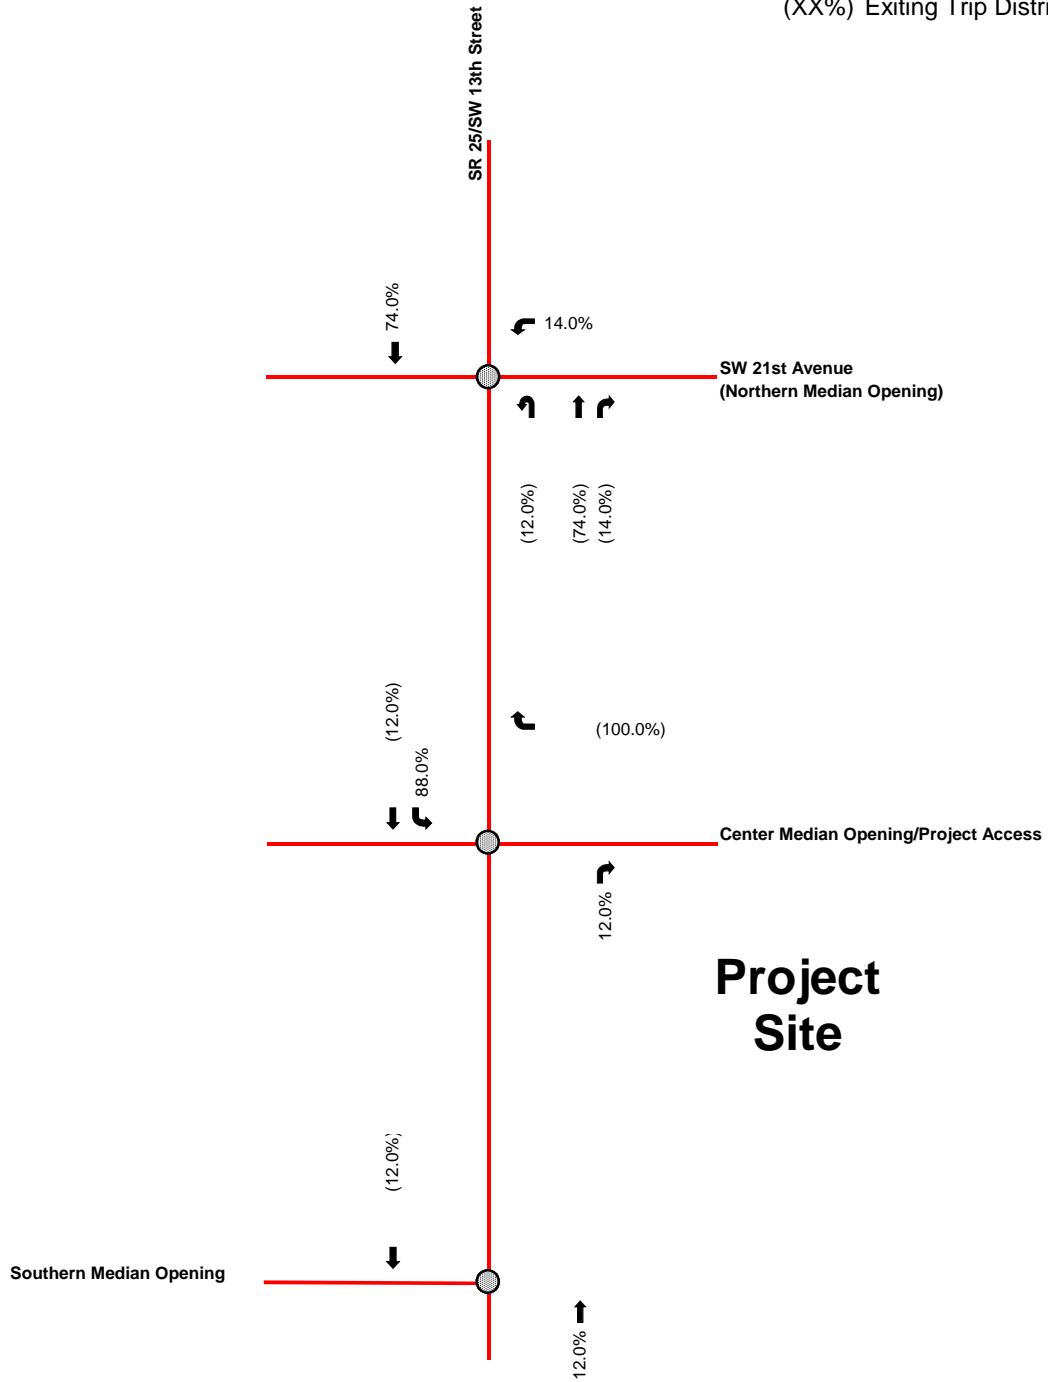 (XX%) Exiting Trip
SR 25/SW 13th Street
74.0%
14.0%
SW 21st Avenue
(Northern Median Opening)
(12.0%)
(74.0%)
(14.0%)
(12.0%)
88.0%
(100.0%)
Center Median Opening/Project Access
12.0%
Project
Site
(12.0%)
Southern Median Opening
12.0%